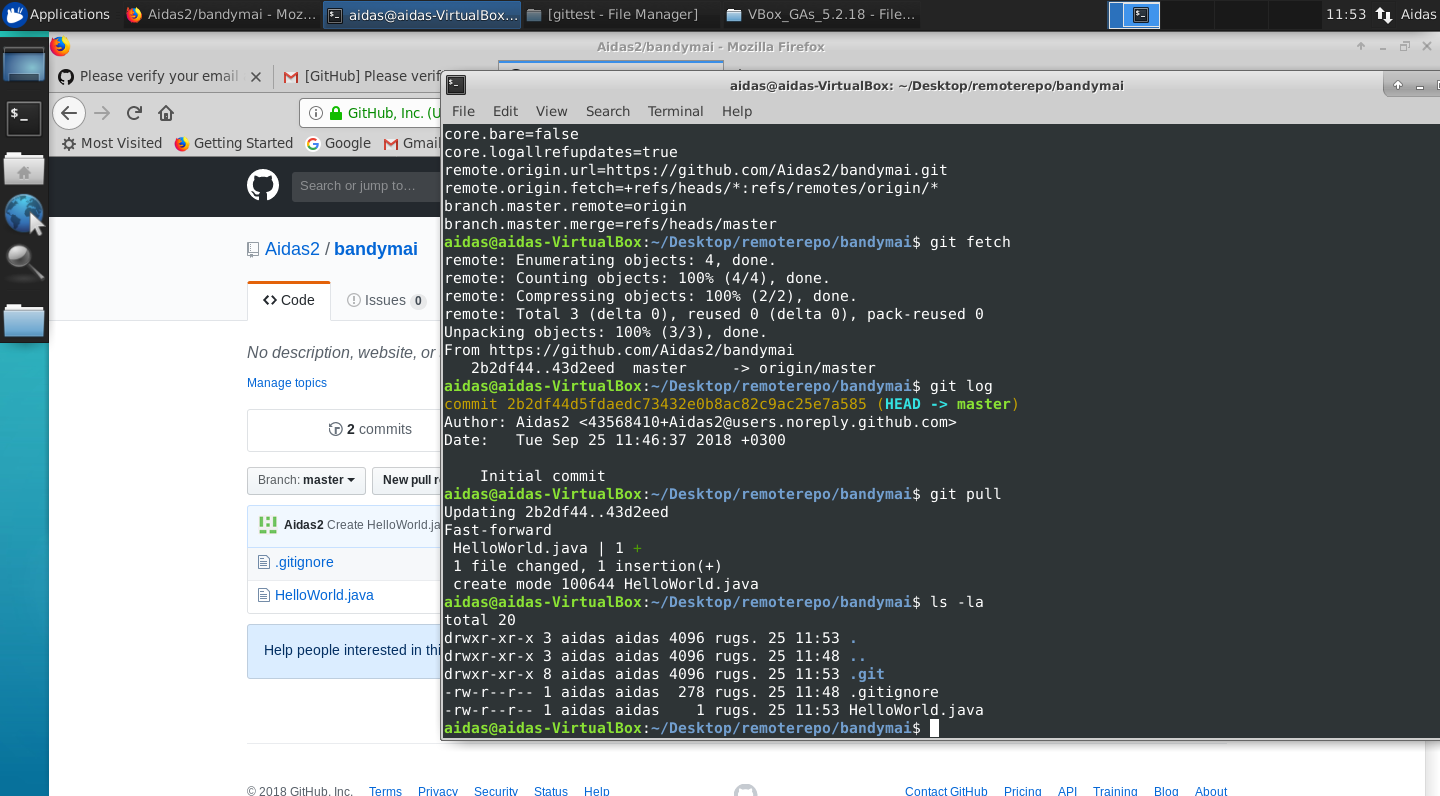 Applications
Aidas2/bandymai - Moz...
aidas@aidas-VirtualBox...
[gittest - File Manager]
VBox_GAs_5.2.18 - File...
11:53
Aidas
Aidas2/bandymai - Mozilla Firefox
Please verify your email
[GitHub] Please verif
GitHub, Inc. (U
Most Visited
Getting Started
Google
Gmail
Search or jump to…
Aidas2 / bandymai
Code
Issues 0
No description, website, or
Manage topics
2 commits
Branch: master
New pull re
Aidas2 Create HelloWorld.ja
.gitignore
HelloWorld.java
Help people interested in thi
© 2018 GitHub, Inc.
Terms
Privacy
Security
Status
Help
Contact GitHub
Pricing
API
Training
Blog
About
aidas@aidas-VirtualBox: ~/Desktop/remoterepo/bandymai
File Edit View Search Terminal Help
core.bare=false
core.logallrefupdates=true
remote.origin.url=https://github.com/Aidas2/bandymai.git
remote.origin.fetch=+refs/heads/*:refs/remotes/origin/*
branch.master.remote=origin
branch.master.merge=refs/heads/master
aidas@aidas-VirtualBox:~/Desktop/remoterepo/bandymai$ git fetch
remote: Enumerating objects: 4, done.
remote: Counting objects: 100% (4/4), done.
remote: Compressing objects: 100% (2/2), done.
remote: Total 3 (delta 0), reused 0 (delta 0), pack-reused 0
Unpacking objects: 100% (3/3), done.
From https://github.com/Aidas2/bandymai
   2b2df44..43d2eed  master     -> origin/master
aidas@aidas-VirtualBox:~/Desktop/remoterepo/bandymai$ git log
commit 2b2df44d5fdaedc73432e0b8ac82c9ac25e7a585 (HEAD -> master)
Author: Aidas2 <43568410+Aidas2@users.noreply.github.com>
Date:   Tue Sep 25 11:46:37 2018 +0300
    Initial commit
aidas@aidas-VirtualBox:~/Desktop/remoterepo/bandymai$ git pull
Updating 2b2df44..43d2eed
Fast-forward
 HelloWorld.java | 1 +
 1 file changed, 1 insertion(+)
 create mode 100644 HelloWorld.java
aidas@aidas-VirtualBox:~/Desktop/remoterepo/bandymai$ ls -la
total 20
drwxr-xr-x 3 aidas aidas 4096 rugs. 25 11:53 .
drwxr-xr-x 3 aidas aidas 4096 rugs. 25 11:48 ..
drwxr-xr-x 8 aidas aidas 4096 rugs. 25 11:53 .git
-rw-r--r-- 1 aidas aidas  278 rugs. 25 11:48 .gitignore
-rw-r--r-- 1 aidas aidas    1 rugs. 25 11:53 HelloWorld.java
aidas@aidas-VirtualBox:~/Desktop/remoterepo/bandymai$